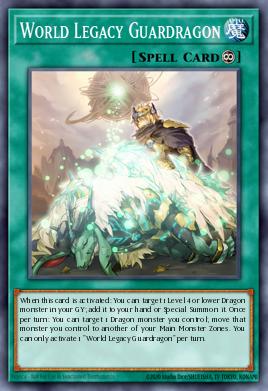 World Legacy Guardragon
魔
[Spell Card]
When this card is activated: You can target 1 Level 4 or lower Dragon
monster in your GY; add it to your hand or Special Summon it. Once
per turn: You can target 1 Dragon monster you control; move that
monster you control to another of your Main Monster Zones. You
can only activate 1 "World Legacy Guardragon" per turn.